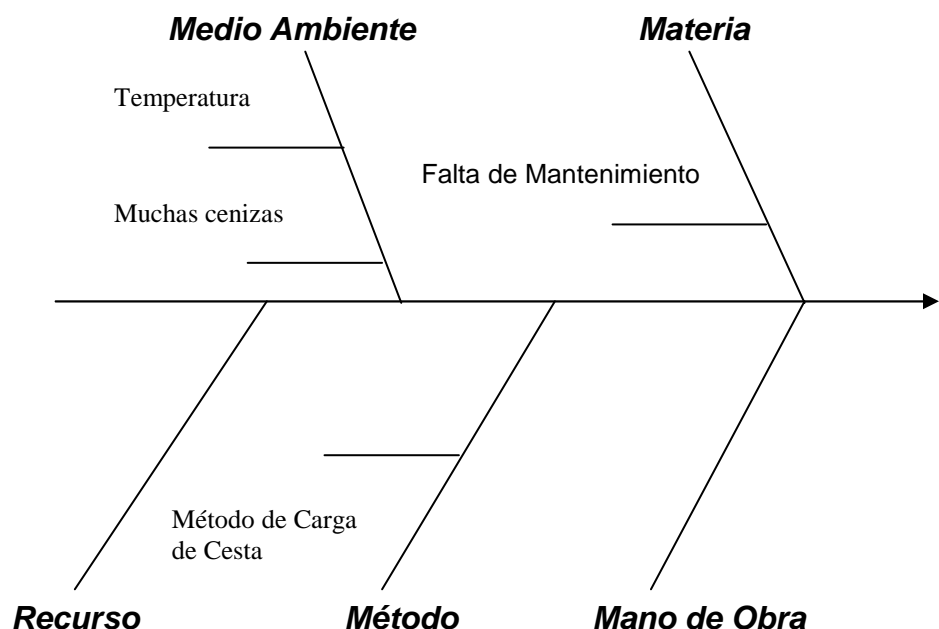 Medio Ambiente
Materia
Temperatura
Falta de Mantenimiento
Muchas cenizas
Método de Carga
de Cesta
Recurso
Método
Mano de Obra